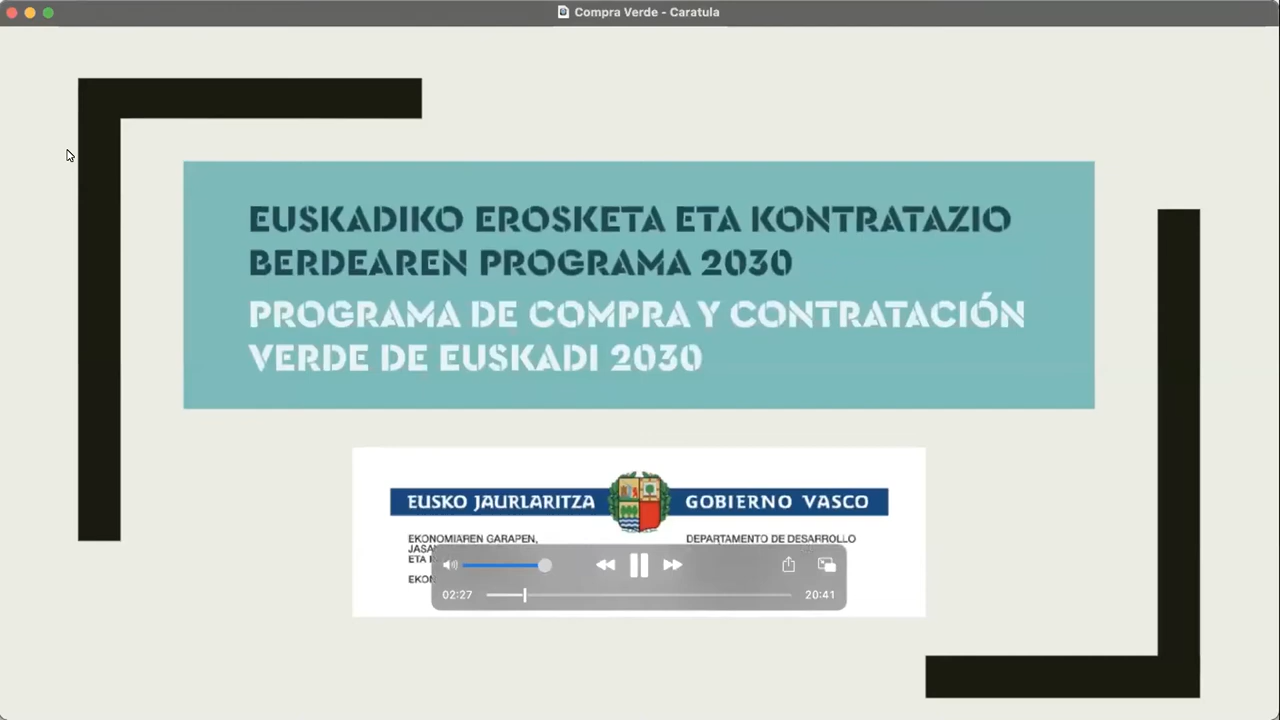 Compra Verde - Caratula
EUSKADIKO EROSKETA ETA KONTRATAZIO
BERDEAREN PROGRAMA 2030
PROGRAMA DE COMPRA Y CONTRATACIÓN
VERDE DE EUSKADI 2030
EUSKO JAURLARITZA
GOBIERNO VASCO
EKONOMIAREN GARAPEN,
DEPARTAMENTO DE DESARROLLO
02:27
20:41